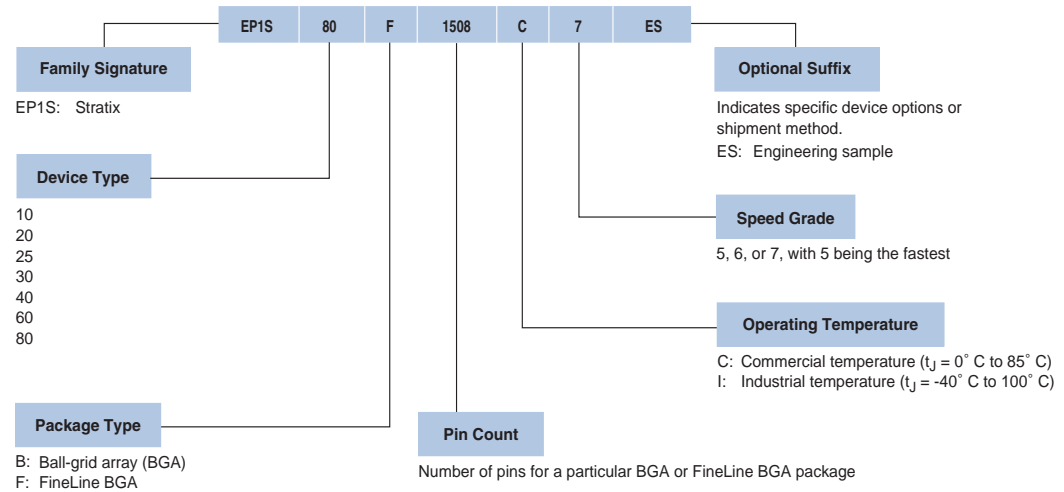 EP1S 80 F 1508 C 7 ES
Family Signature
EP1S: Stratix
Device Type
10
20
25
30
40
60
80
Package Type
B: Ball-grid array (BGA)
F: FineLine BGA
Pin Count
Number of pins for a particular BGA or FineLine BGA package
Optional Suffix
Indicates specific device options or
shipment method.
ES: Engineering sample
Speed Grade
5, 6, or 7, with 5 being the fastest
Operating Temperature
C: Commercial temperature (tJ = 0˚ C to 85˚ C)
I: Industrial temperature (tJ = -40˚ C to 100˚ C)